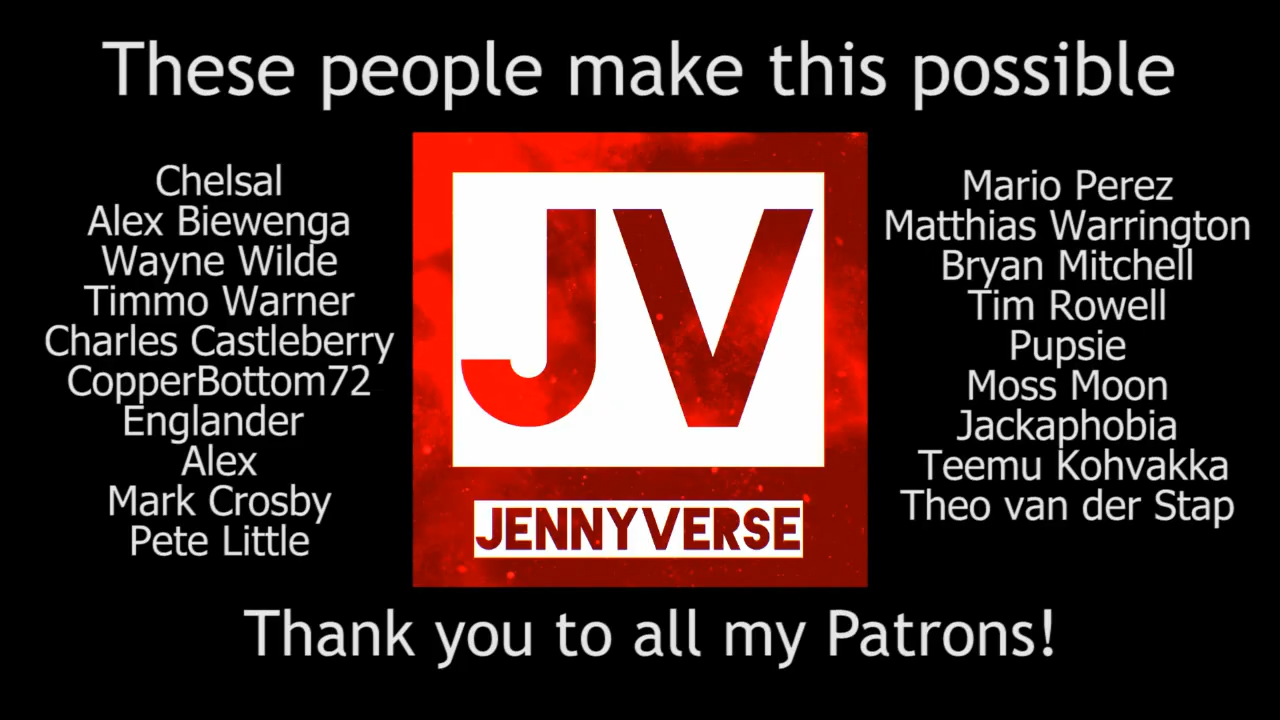 These people make this possible
Chelsal
Alex Biewenga
Wayne Wilde
Timmo Warner
Charles Castleberry
CopperBottom72
Englander
Alex
Mark Crosby
Pete Little
JV
JENNYVERSE
Mario Perez
Matthias Warrington
Bryan Mitchell
Tim Rowell
Pupsie
Moss Moon
Jackaphobia
Teemu Kohvakka
Theo van der Stap
Thank you to all my Patrons!